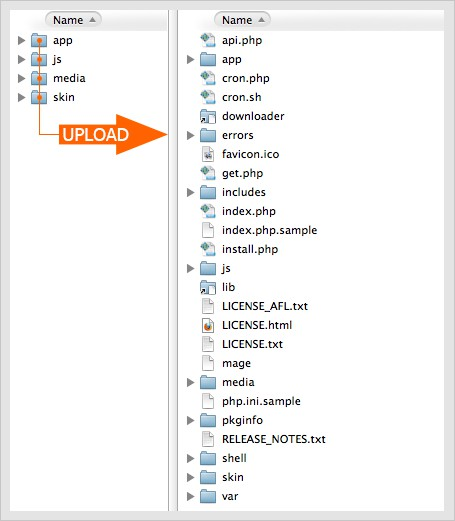 Name
app
js
media
skin
UPLOAD
Name
api.php
app
cron.php
cron.sh
downloader
errors
favicon.ico
get.php
includes
index.php
index.php.sample
install.php
js
lib
LICENSE_AFL.txt
LICENSE.html
LICENSE.txt
mage
media
php.ini.sample
pkginfo
RELEASE_NOTES.txt
shell
skin
var